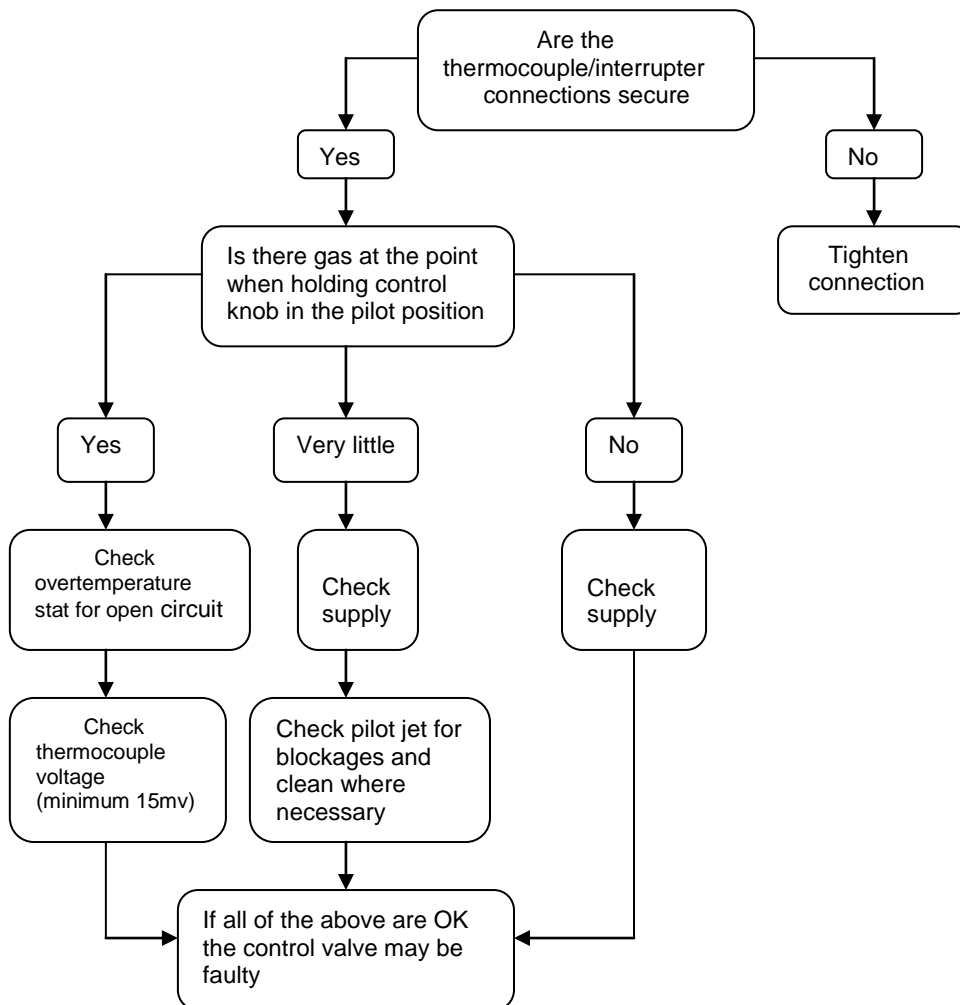 Are the
thermocouple/interrupter
connections secure
Yes
No
Is there gas at the point
when holding control
knob in the pilot position
Tighten
connection
Yes
Very little
No
Check
overtemperature
stat for open circuit
Check
supply
Check
supply
Check
thermocouple
voltage
(minimum 15mv)
Check pilot jet for
blockages and
clean where
necessary
If all of the above are OK
the control valve may be
faulty